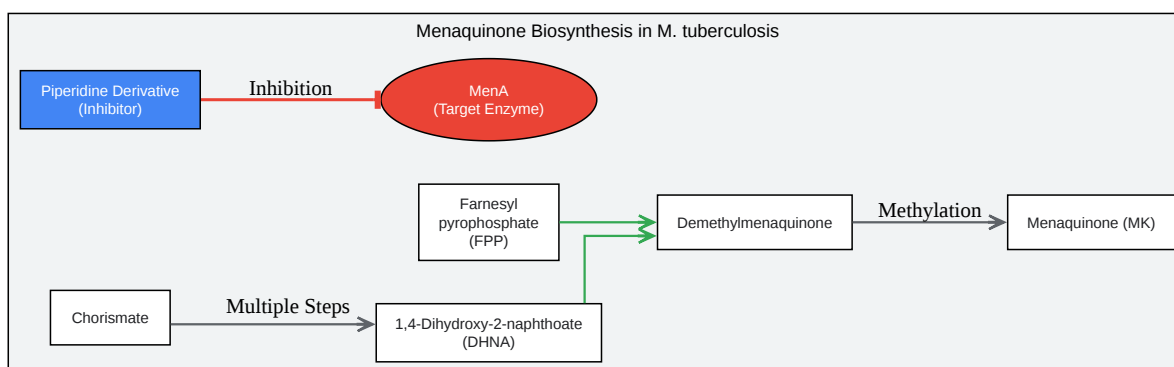 Menaquinone Biosynthesis in M. tuberculosis
Piperidine Derivative
(Inhibitor)
Inhibition
MenA
(Target Enzyme)
Farnesyl
pyrophosphate
(FPP)
Demethylmenaquinone
Methylation
Menaquinone (MK)
Chorismate
Multiple Steps
1,4-Dihydroxy-2-naphthoate
(DHNA)